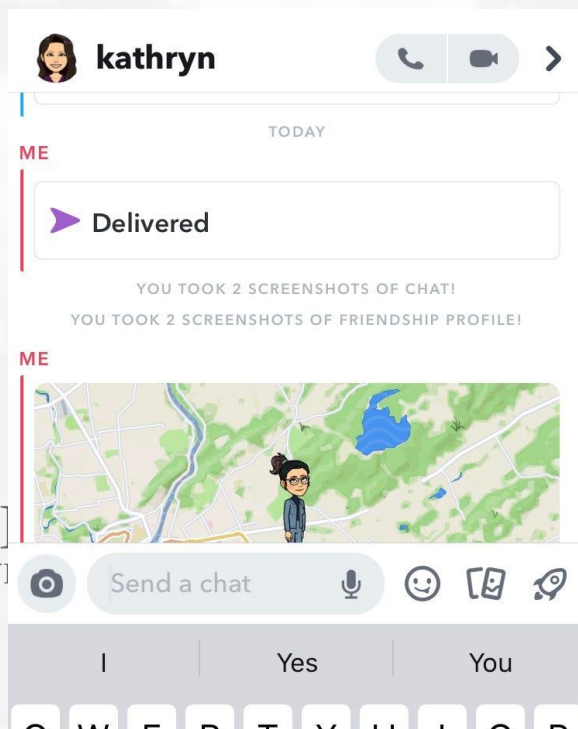 kathryn
TODAY
ME
Delivered
YOU TOOK 2 SCREENSHOTS OF CHAT!
YOU TOOK 2 SCREENSHOTS OF FRIENDSHIP PROFILE!
ME
Send a chat
I Yes You
Q W E R T Y U I O P